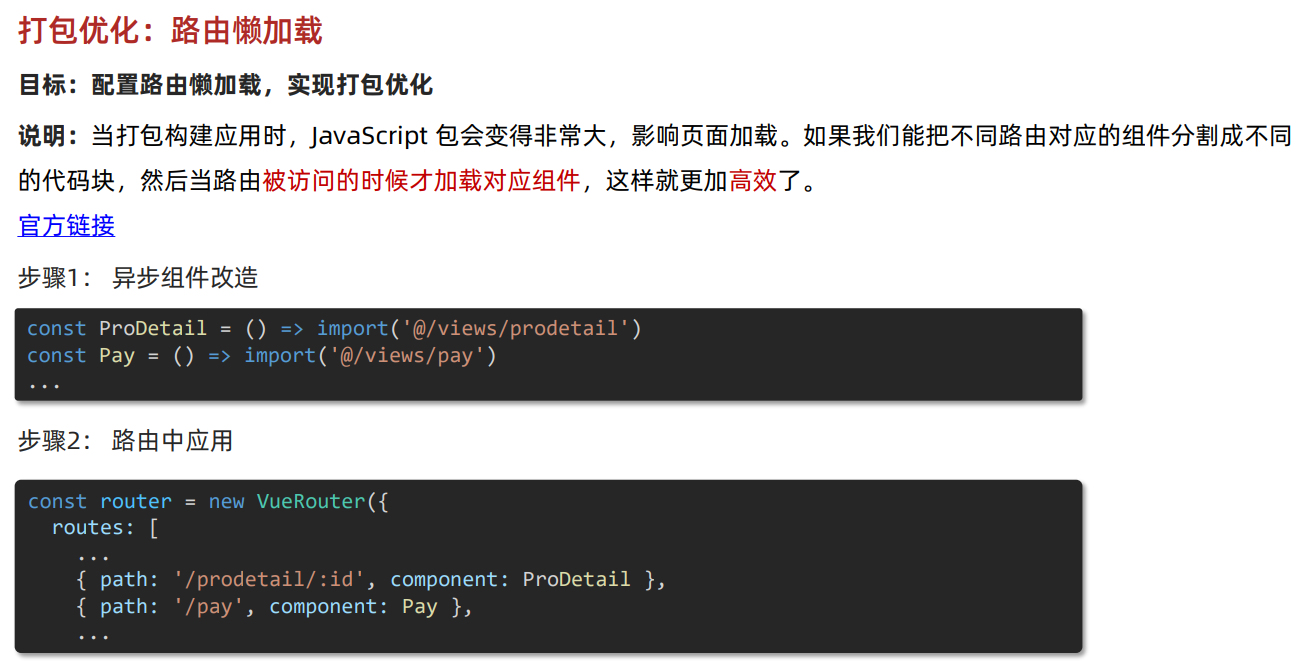 打包优化：路由懒加载
目标：配置路由懒加载，实现打包优化
说明：当打包构建应用时，JavaScript 包会变得非常大，影响页面加载。如果我们能把不同路由对应的组件分割成不同
的代码块，然后当路由被访问的时候才加载对应组件，这样就更加高效了。
官方链接
步骤1： 异步组件改造
const ProDetail = () => import('@/views/prodetail')
const Pay = () => import('@/views/pay')
...
步骤2： 路由中应用
const router = new VueRouter({
  routes: [
    ...
    { path: '/prodetail/:id', component: ProDetail },
    { path: '/pay', component: Pay },
    ...